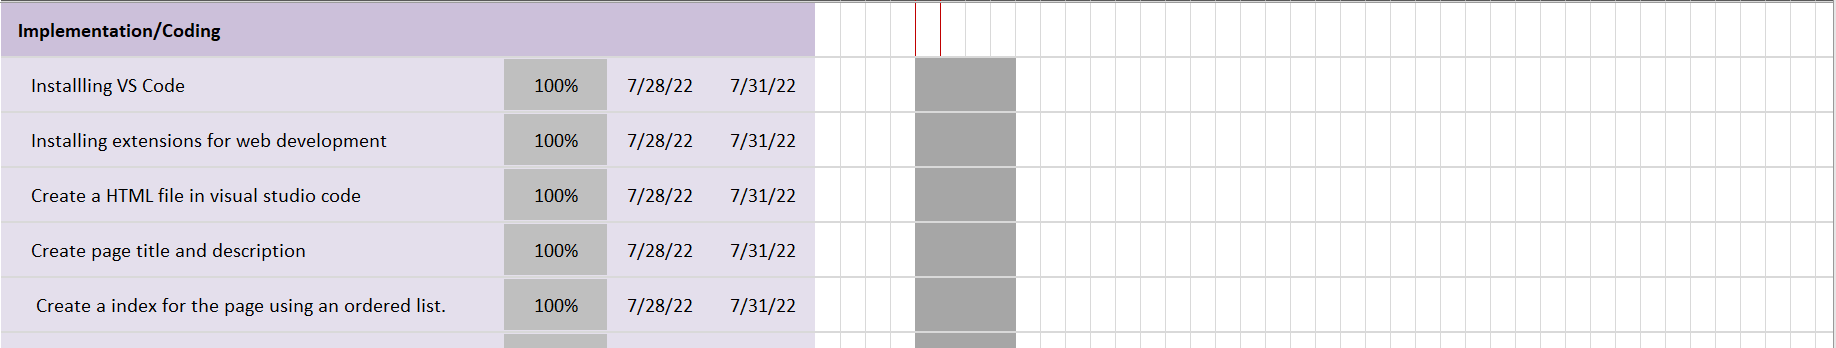 Implementation/Coding
Installling VS Code 100% 7/28/22 7/31/22
Installing extensions for web development 100% 7/28/22 7/31/22
Create a HTML file in visual studio code 100% 7/28/22 7/31/22
Create page title and description 100% 7/28/22 7/31/22
Create a index for the page using an ordered list. 100% 7/28/22 7/31/22